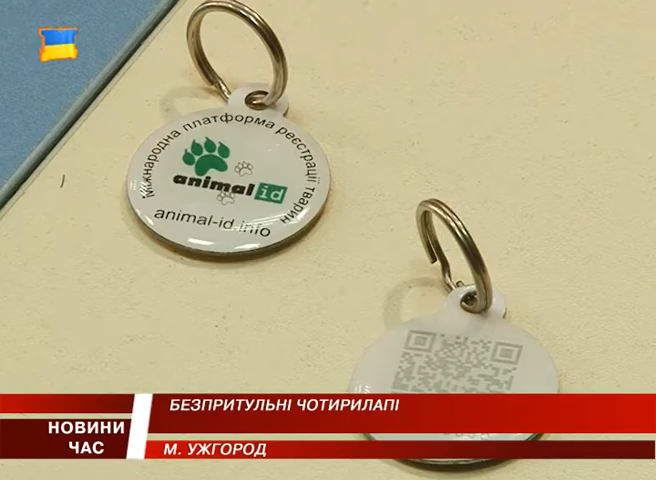 Міжнародна платформа реєстрації тварин
animal id
animal-id.info
БЕЗПРИТУЛЬНІ ЧОТИРИЛАПІ
НОВИНИ
ЧАС
М. УЖГОРОД